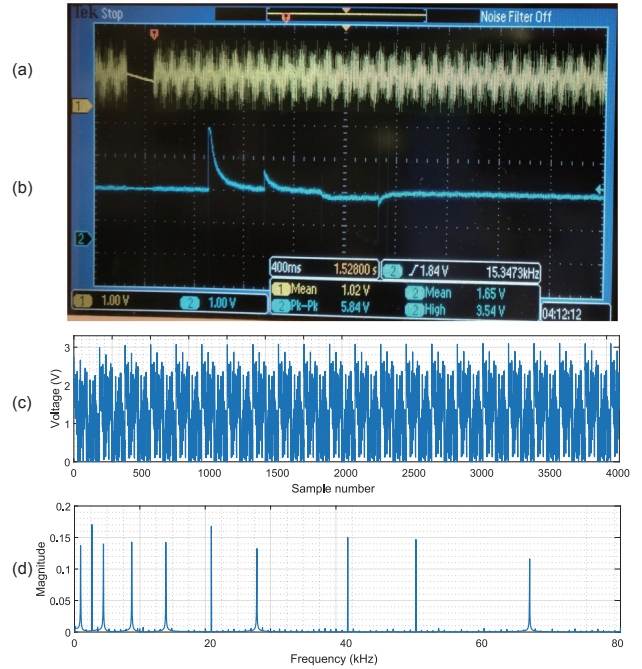 Tek Stop
Noise Filter Off
(a)
(b)
1
2
400ms 1.52800 s
2 1.84 V 15.3473kHz
1 Mean 1.02 V 2 Mean 1.65 V
2 Pk-Pk 5.84 V 2 High 3.54 V
1 1.00 V 2 1.00 V
04:12:12
(c)
Voltage (V)
3
2
1
0
0 500 1000 1500 2000 2500 3000 3500 4000
Sample number
(d)
Magnitude
0.2
0.15
0.1
0.05
0
0 20 40 60 80
Frequency (kHz)